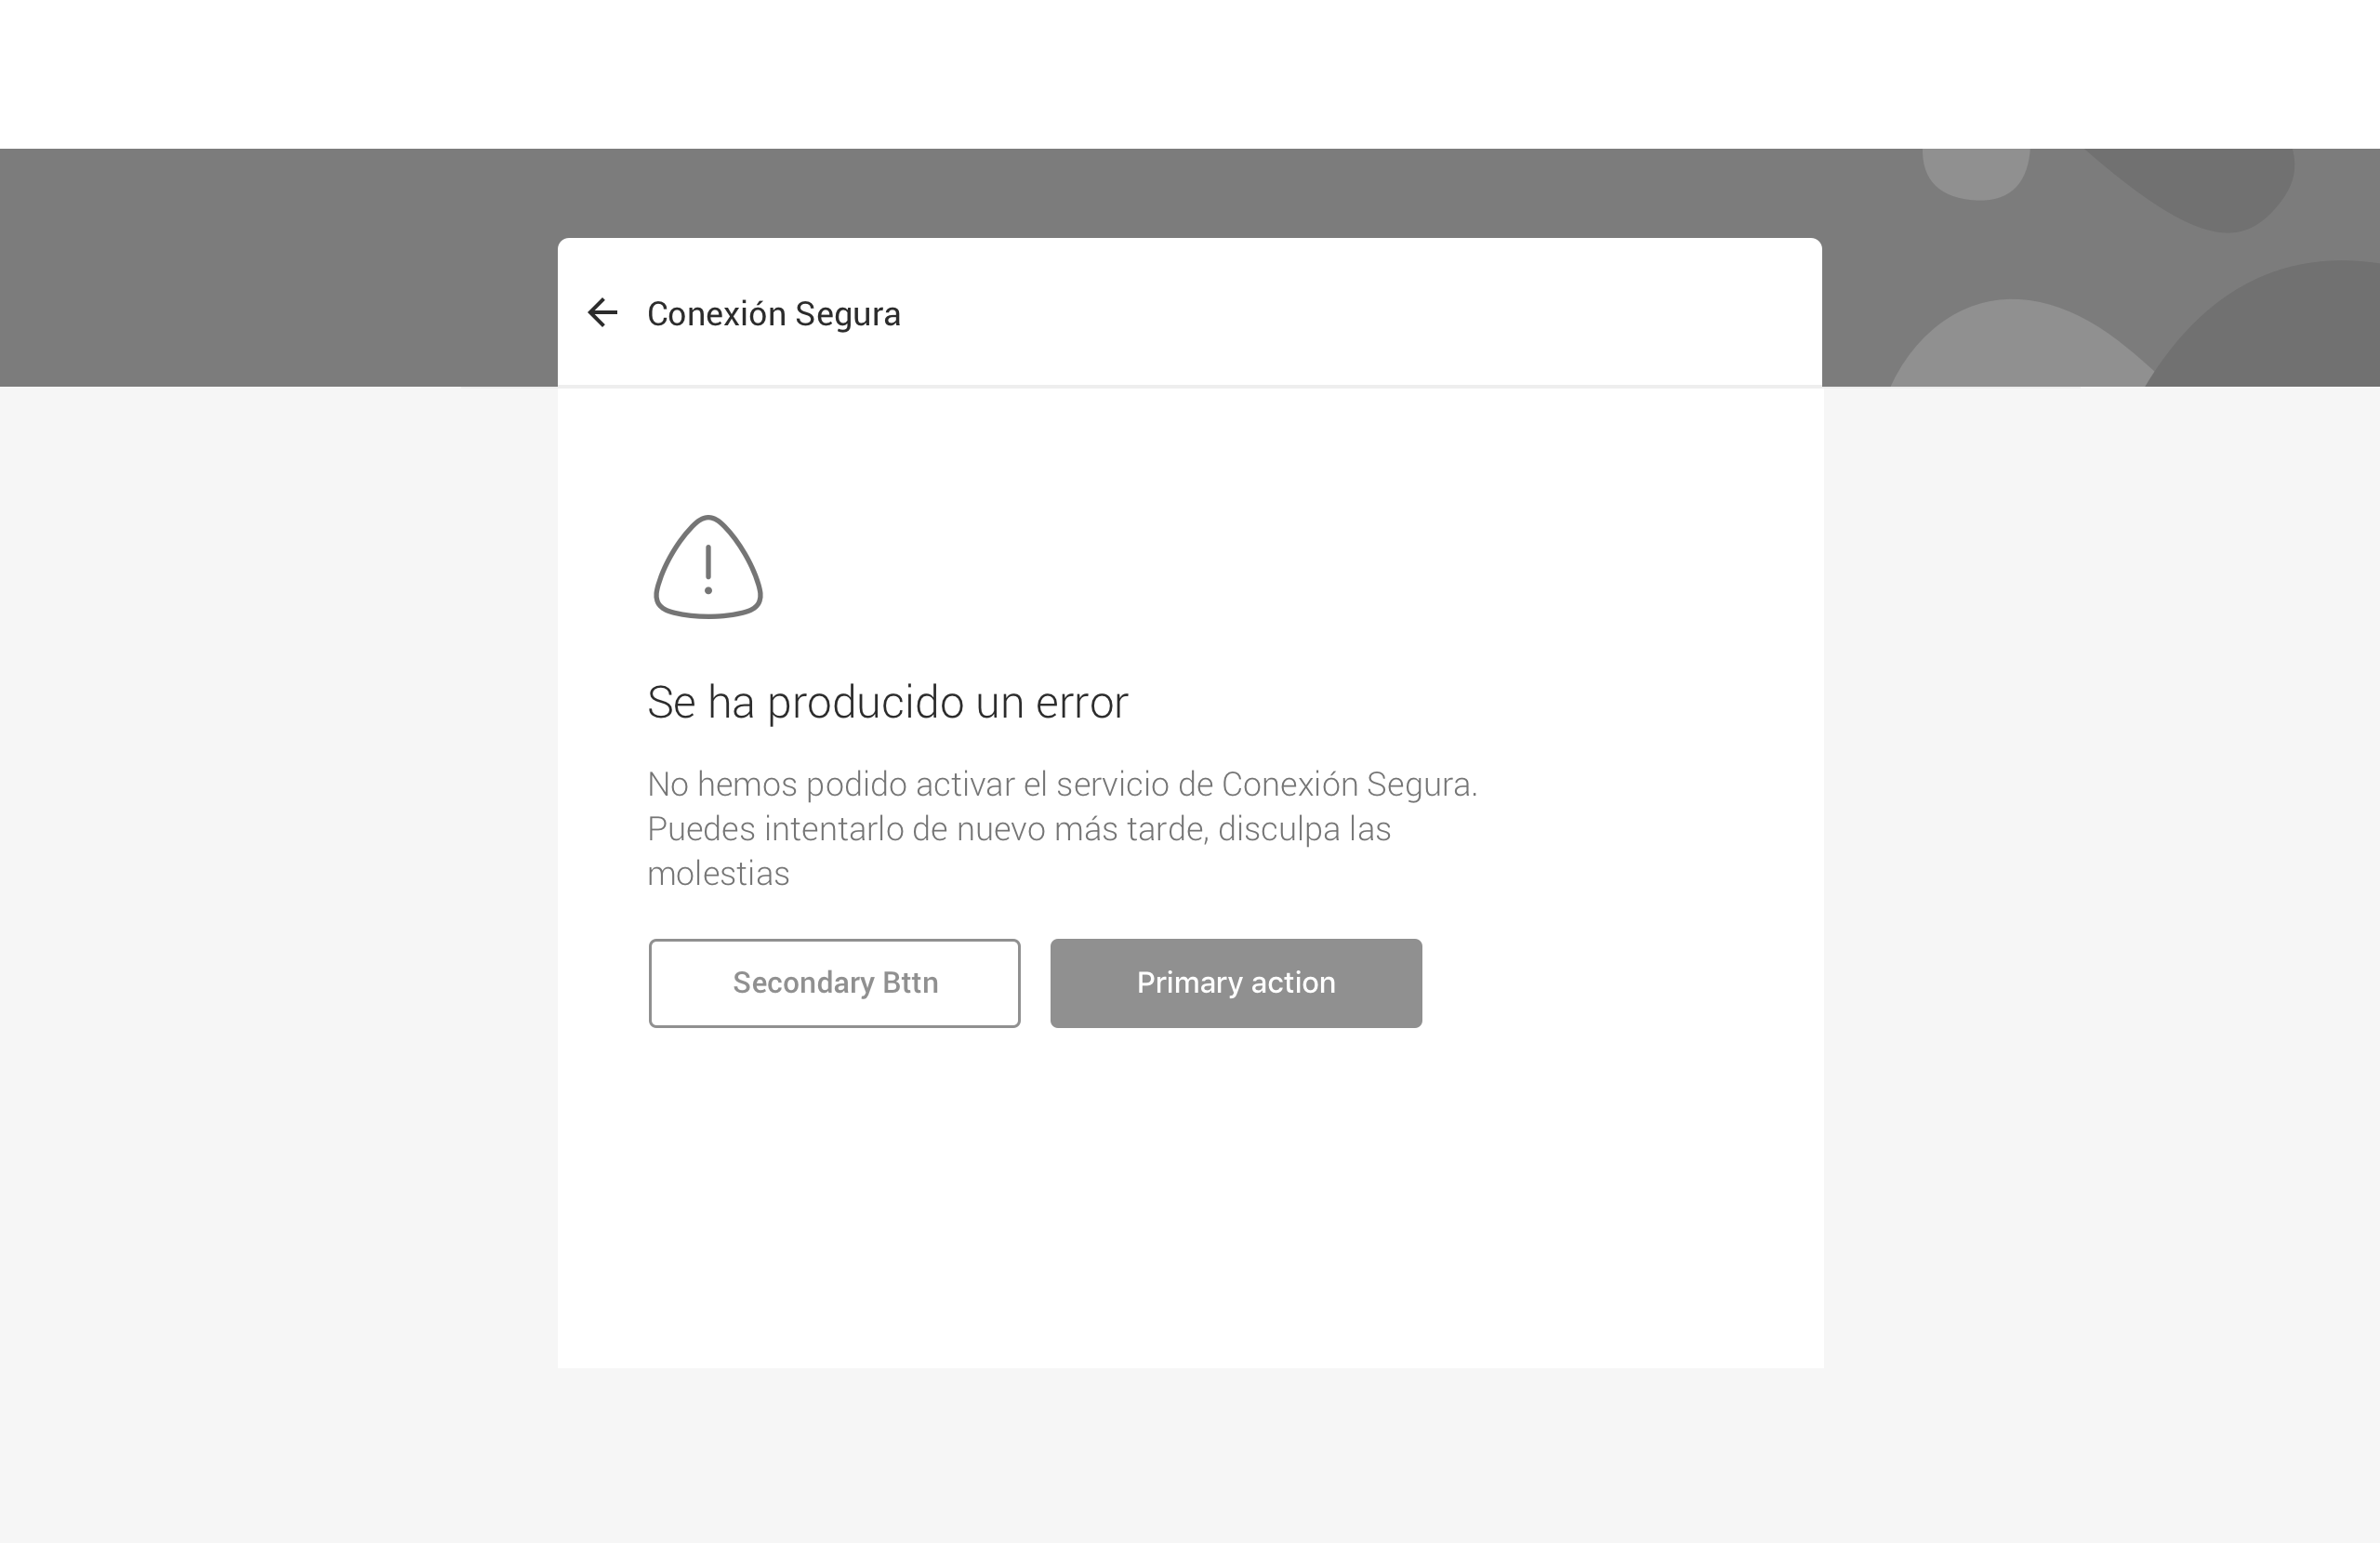 Conexión Segura
Se ha producido un error
No hemos podido activar el servicio de Conexión Segura.
Puedes intentarlo de nuevo más tarde, disculpa las
molestias
Secondary Bttn
Primary action